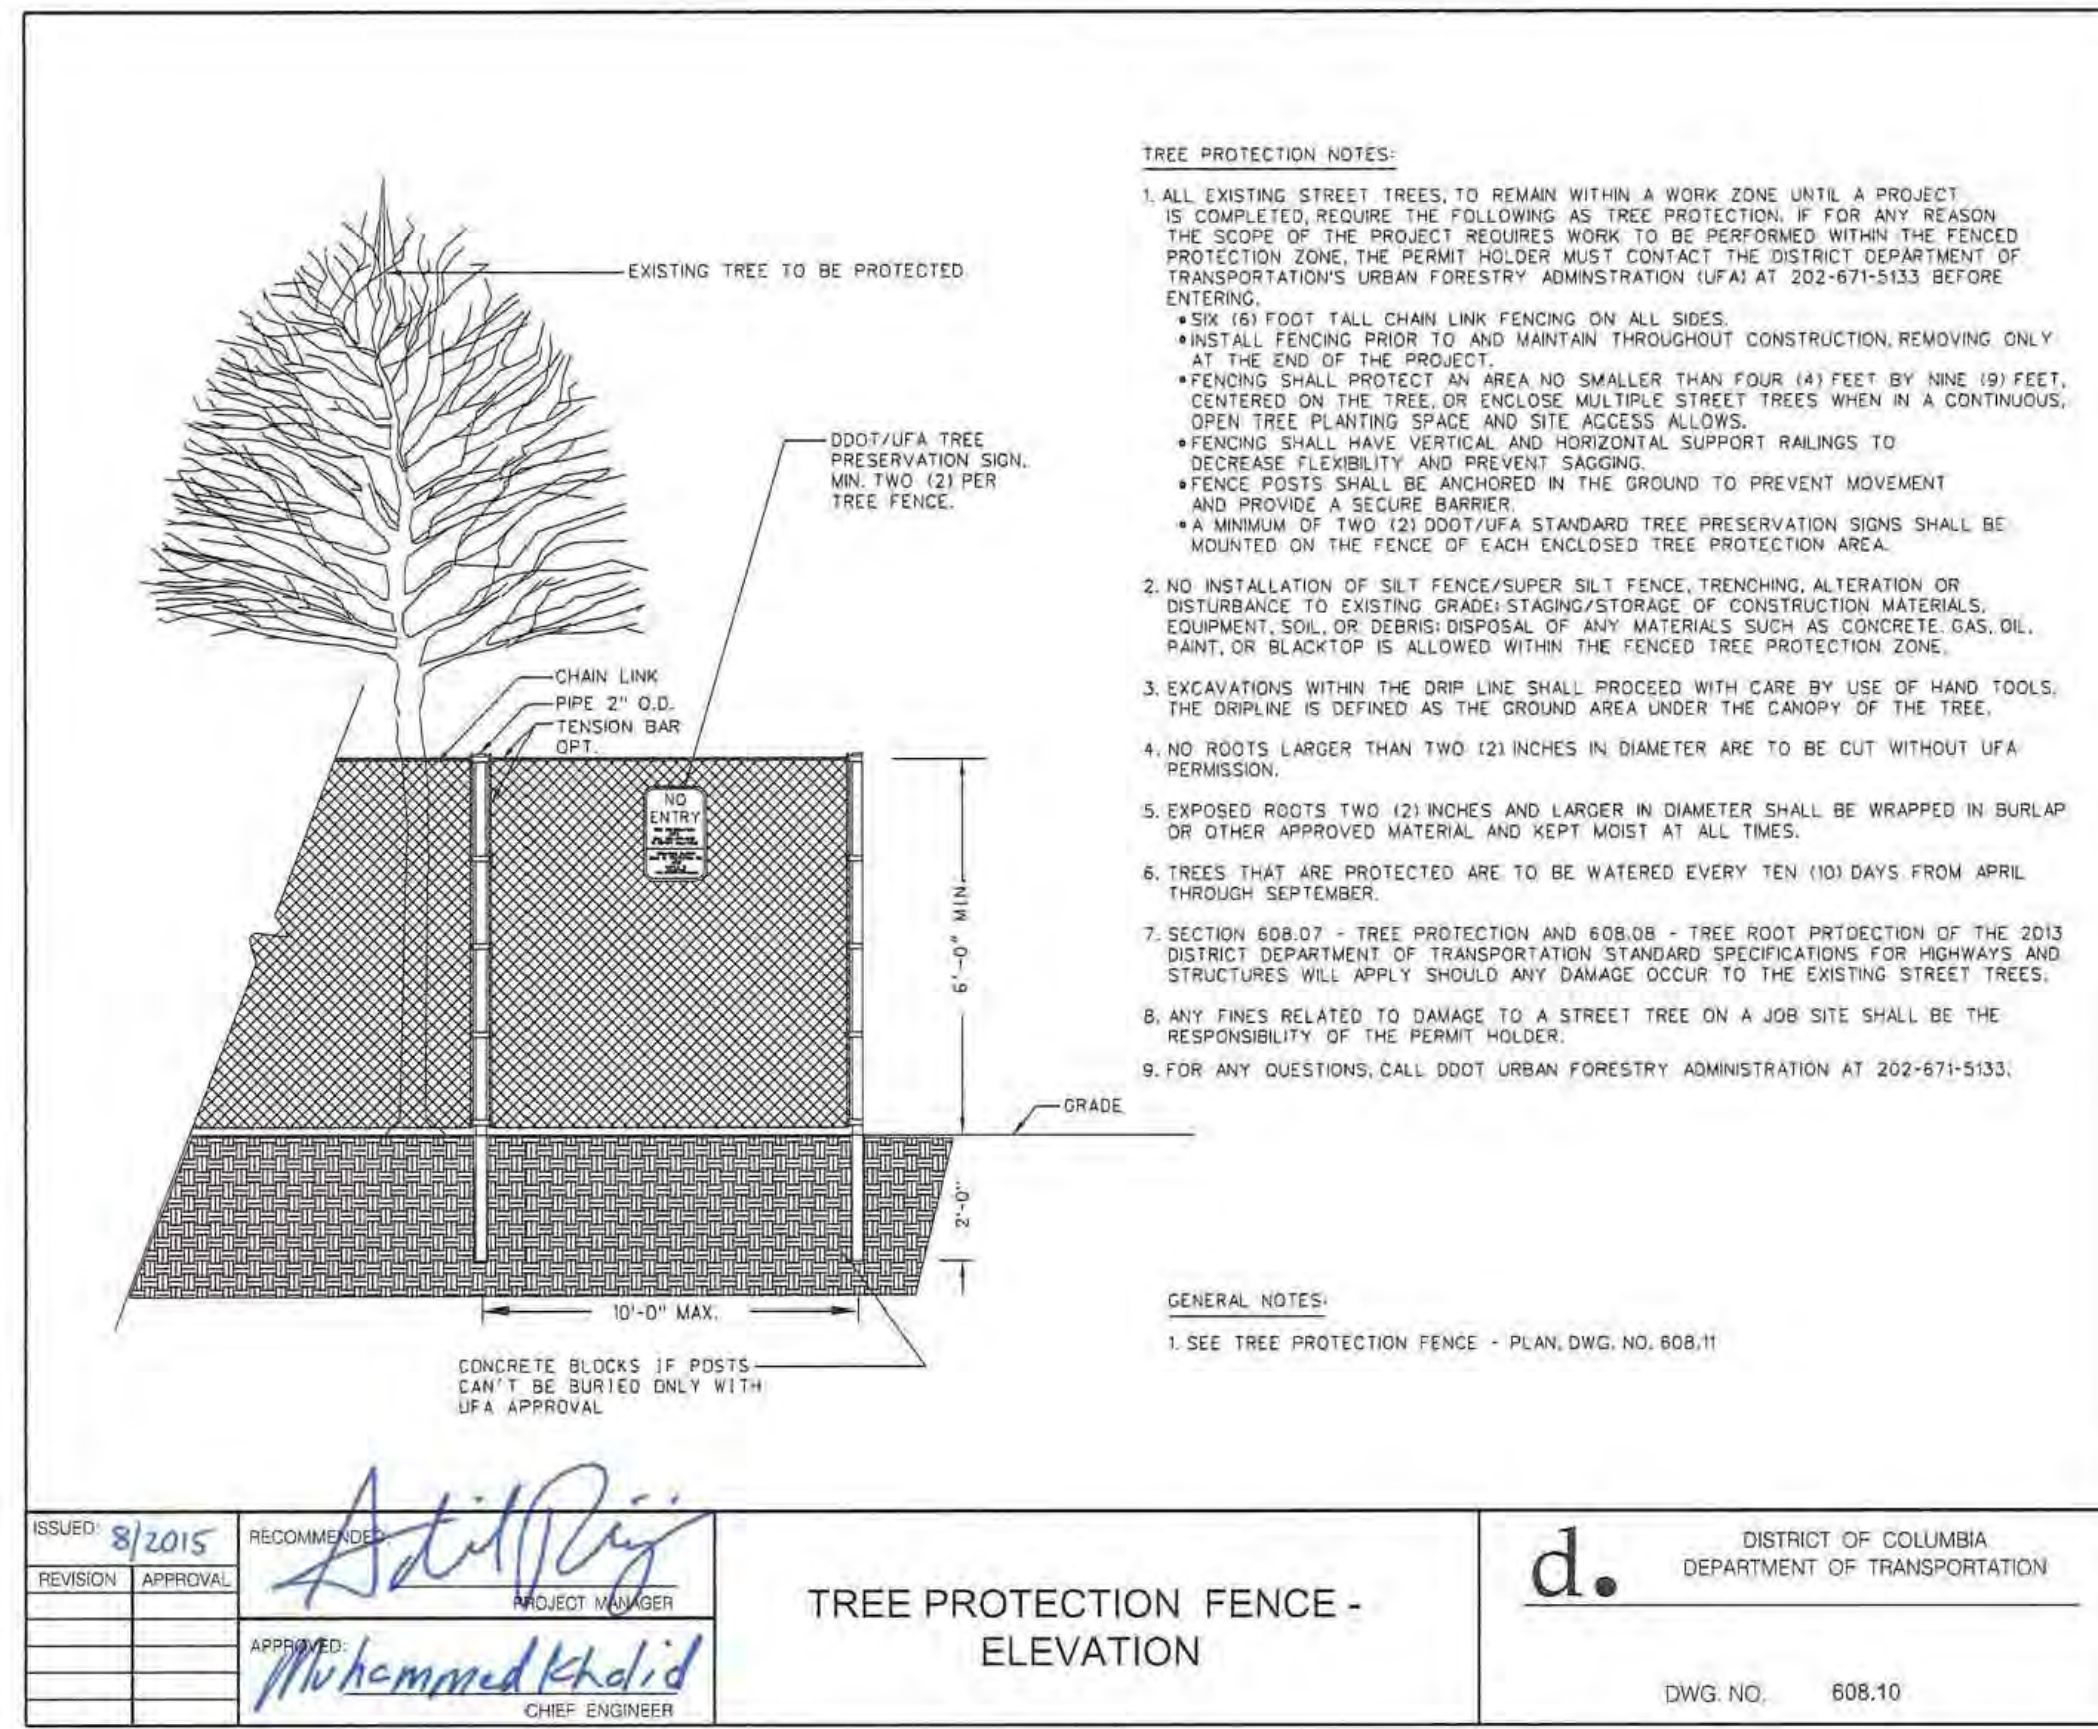 TREE PROTECTION NOTES:
1. ALL EXISTING STREET TREES, TO REMAIN WITHIN A WORK ZONE UNTIL A PROJECT
IS COMPLETED, REQUIRE THE FOLLOWING AS TREE PROTECTION. IF FOR ANY REASON
THE SCOPE OF THE PROJECT REQUIRES WORK TO BE PERFORMED WITHIN THE FENCED
PROTECTION ZONE, THE PERMIT HOLDER MUST CONTACT THE DISTRICT DEPARTMENT OF
TRANSPORTATION'S URBAN FORESTRY ADMINSTRATION (UFA) AT 202-671-5133 BEFORE
ENTERING.
• SIX (6) FOOT TALL CHAIN LINK FENCING ON ALL SIDES.
• INSTALL FENCING PRIOR TO AND MAINTAIN THROUGHOUT CONSTRUCTION, REMOVING ONLY
AT THE END OF THE PROJECT.
• FENCING SHALL PROTECT AN AREA NO SMALLER THAN FOUR (4) FEET BY NINE (9) FEET,
CENTERED ON THE TREE, OR ENCLOSE MULTIPLE STREET TREES WHEN IN A CONTINUOUS,
OPEN TREE PLANTING SPACE AND SITE ACCESS ALLOWS.
• FENCING SHALL HAVE VERTICAL AND HORIZONTAL SUPPORT RAILINGS TO
DECREASE FLEXIBILITY AND PREVENT SAGGING.
• FENCE POSTS SHALL BE ANCHORED IN THE GROUND TO PREVENT MOVEMENT
AND PROVIDE A SECURE BARRIER.
• A MINIMUM OF TWO (2) DDOT/UFA STANDARD TREE PRESERVATION SIGNS SHALL BE
MOUNTED ON THE FENCE OF EACH ENCLOSED TREE PROTECTION AREA.
2. NO INSTALLATION OF SILT FENCE/SUPER SILT FENCE, TRENCHING, ALTERATION OR
DISTURBANCE TO EXISTING GRADE; STAGING/STORAGE OF CONSTRUCTION MATERIALS,
EQUIPMENT, SOIL, OR DEBRIS; DISPOSAL OF ANY MATERIALS SUCH AS CONCRETE, GAS, OIL,
PAINT, OR BLACKTOP IS ALLOWED WITHIN THE FENCED TREE PROTECTION ZONE.
3. EXCAVATIONS WITHIN THE DRIP LINE SHALL PROCEED WITH CARE BY USE OF HAND TOOLS.
THE DRIPLINE IS DEFINED AS THE GROUND AREA UNDER THE CANOPY OF THE TREE.
4. NO ROOTS LARGER THAN TWO (2) INCHES IN DIAMETER ARE TO BE CUT WITHOUT UFA
PERMISSION.
5. EXPOSED ROOTS TWO (2) INCHES AND LARGER IN DIAMETER SHALL BE WRAPPED IN BURLAP
OR OTHER APPROVED MATERIAL AND KEPT MOIST AT ALL TIMES.
6. TREES THAT ARE PROTECTED ARE TO BE WATERED EVERY TEN (10) DAYS FROM APRIL
THROUGH SEPTEMBER.
7. SECTION 608.07 - TREE PROTECTION AND 608.08 - TREE ROOT PRTOECTION OF THE 2013
DISTRICT DEPARTMENT OF TRANSPORTATION STANDARD SPECIFICATIONS FOR HIGHWAYS AND
STRUCTURES WILL APPLY SHOULD ANY DAMAGE OCCUR TO THE EXISTING STREET TREES.
8. ANY FINES RELATED TO DAMAGE TO A STREET TREE ON A JOB SITE SHALL BE THE
RESPONSIBILITY OF THE PERMIT HOLDER.
9. FOR ANY QUESTIONS, CALL DDOT URBAN FORESTRY ADMINISTRATION AT 202-671-5133.
EXISTING TREE TO BE PROTECTED
DDOT/UFA TREE
PRESERVATION SIGN,
MIN. TWO (2) PER
TREE FENCE.
CHAIN LINK
PIPE 2" O.D.
TENSION BAR
OPT.
NO
ENTRY
6'-0" MIN.
GRADE
2'-0"
10'-0" MAX.
CONCRETE BLOCKS IF POSTS
CAN'T BE BURIED ONLY WITH
UFA APPROVAL
GENERAL NOTES:
1. SEE TREE PROTECTION FENCE - PLAN, DWG. NO. 608.11
ISSUED: 8/2015
REVISION APPROVAL
RECOMMENDED:
PROJECT MANAGER
APPROVED:
Muhammed Khalid
CHIEF ENGINEER
TREE PROTECTION FENCE -
ELEVATION
d.
DISTRICT OF COLUMBIA
DEPARTMENT OF TRANSPORTATION
DWG. NO. 608.10